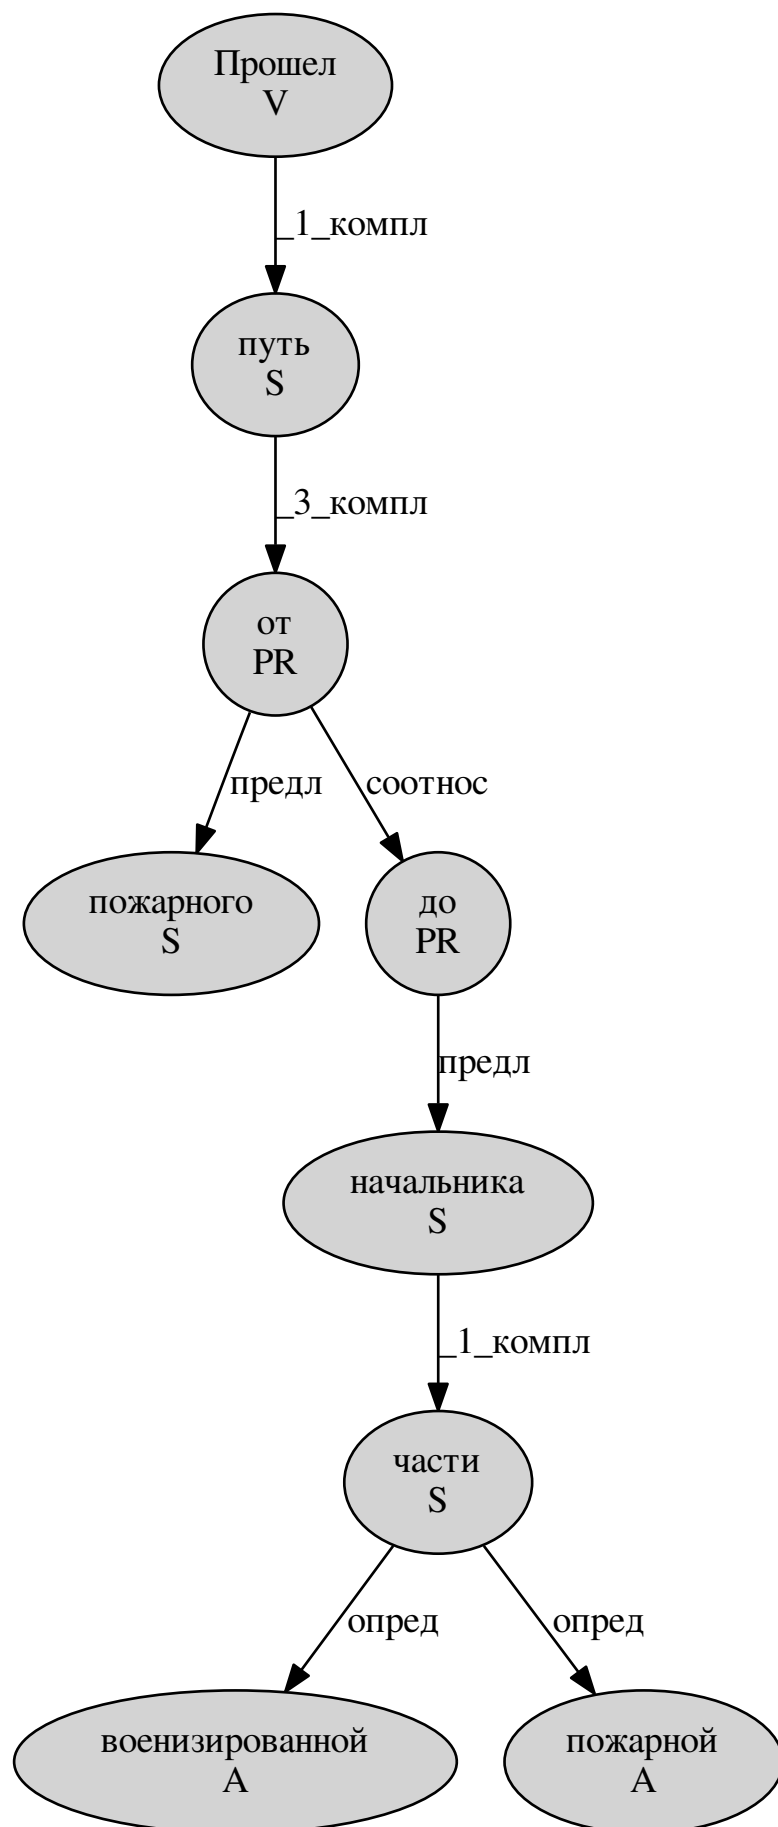 Прошел
V
_1_компл
путь
S
_3_компл
от
PR
предл
соотнос
пожарного
S
до
PR
предл
начальника
S
_1_компл
части
S
опред
опред
военизированной
A
пожарной
A